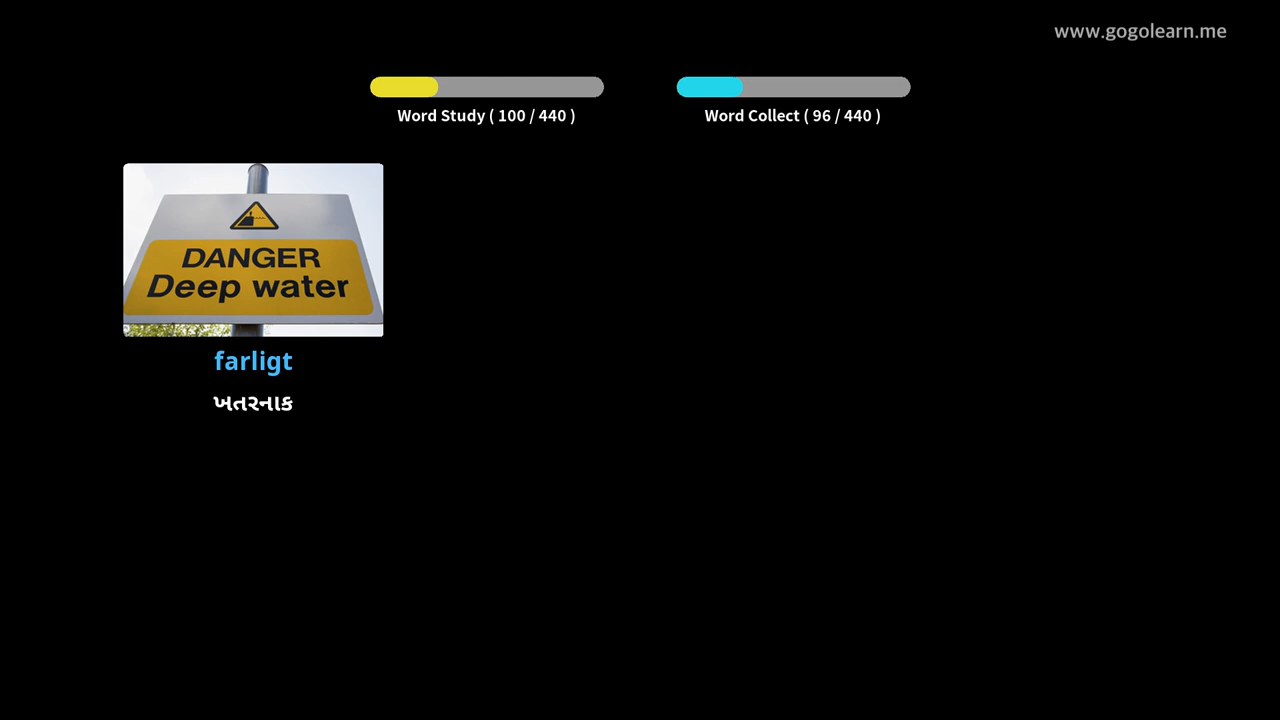 www.gogolearn.me
Word Study ( 100 / 440 )
Word Collect ( 96 / 440 )
DANGER
Deep water
farligt
ખતરનાક